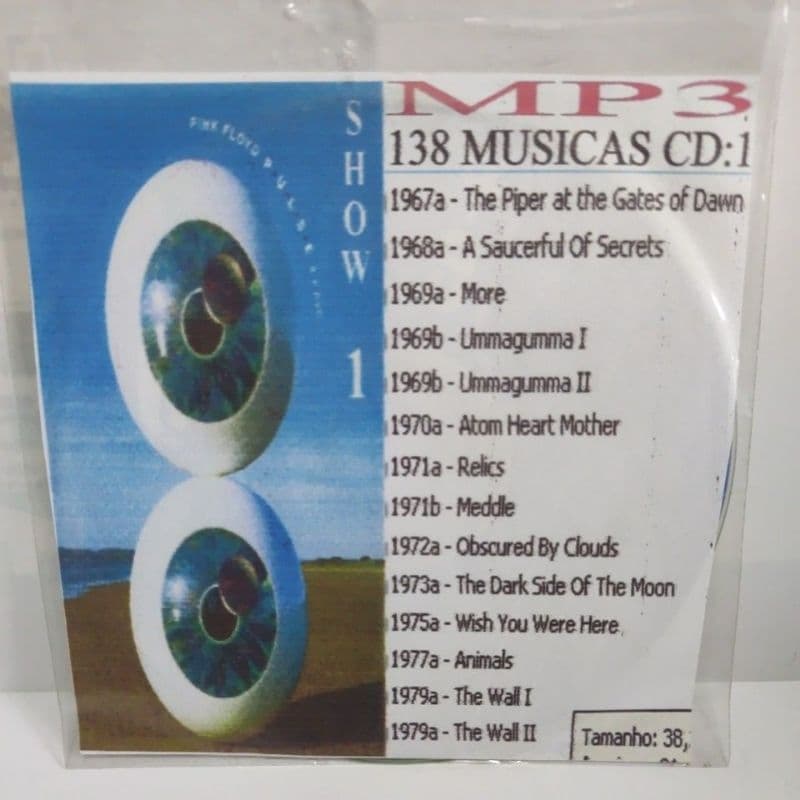 PINK FLOYD P·U·L·S·E
SHOW 1
MP3
138 MUSICAS CD:1
1967a - The Piper at the Gates of Dawn
1968a - A Saucerful Of Secrets
1969a - More
1969b - Ummagumma I
1969b - Ummagumma II
1970a - Atom Heart Mother
1971a - Relics
1971b - Meddle
1972a - Obscured By Clouds
1973a - The Dark Side Of The Moon
1975a - Wish You Were Here
1977a - Animals
1979a - The Wall I
1979a - The Wall II
Tamanho: 38,